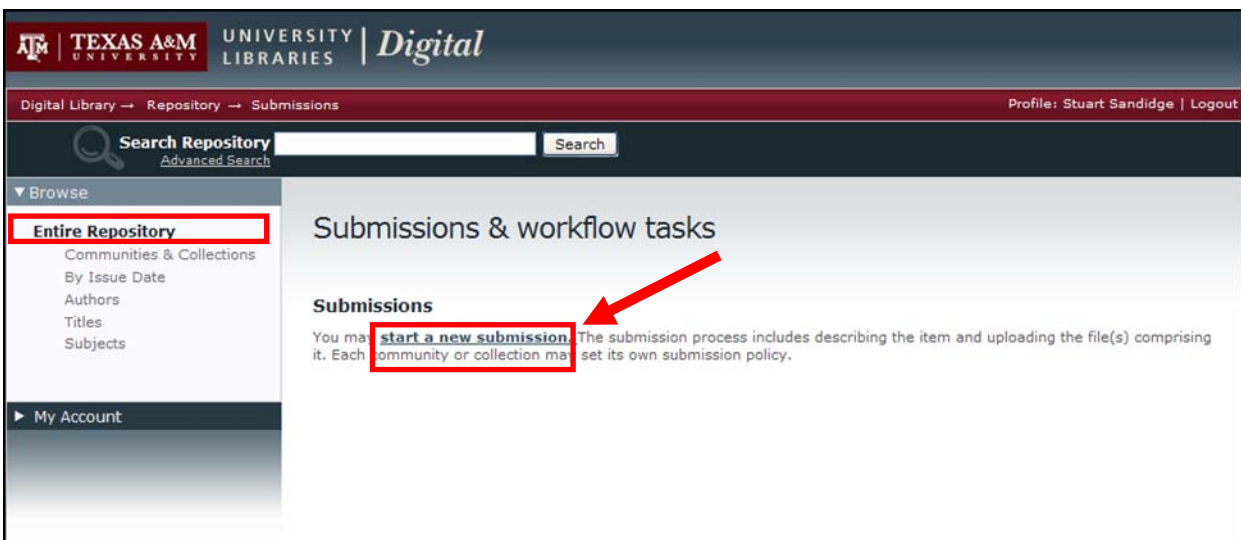 ATM | TEXAS A&M UNIVERSITY
UNIVERSITY LIBRARIES | Digital
Digital Library → Repository → Submissions
Profile: Stuart Sandidge | Logout
Search Repository
Search
Advanced Search
▼ Browse
Entire Repository
Communities & Collections
By Issue Date
Authors
Titles
Subjects
► My Account
Submissions & workflow tasks
Submissions
You may start a new submission. The submission process includes describing the item and uploading the file(s) comprising
it. Each community or collection may set its own submission policy.